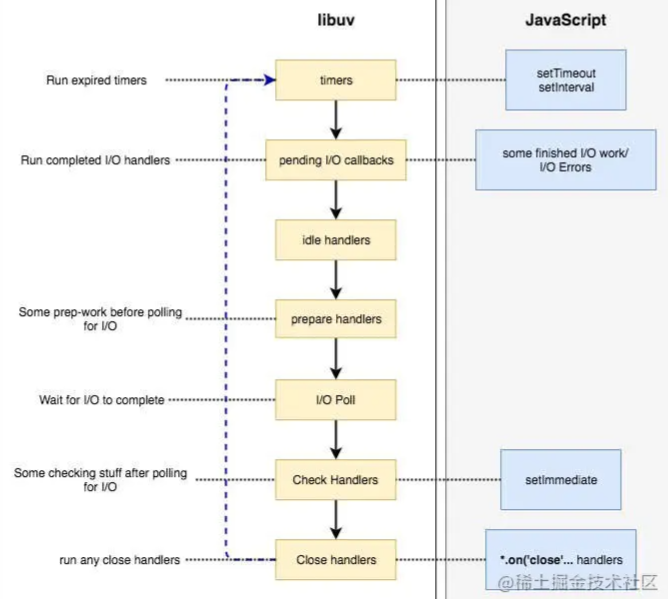 libuv
JavaScript
Run expired timers
timers
setTimeout
setInterval
Run completed I/O handlers
pending I/O callbacks
some finished I/O work/
I/O Errors
idle handlers
Some prep-work before polling
for I/O
prepare handlers
Wait for I/O to complete
I/O Poll
Some checking stuff after polling
for I/O
Check Handlers
setImmediate
run any close handlers
Close handlers
*.on('close'... handlers
@稀土掘金技术社区